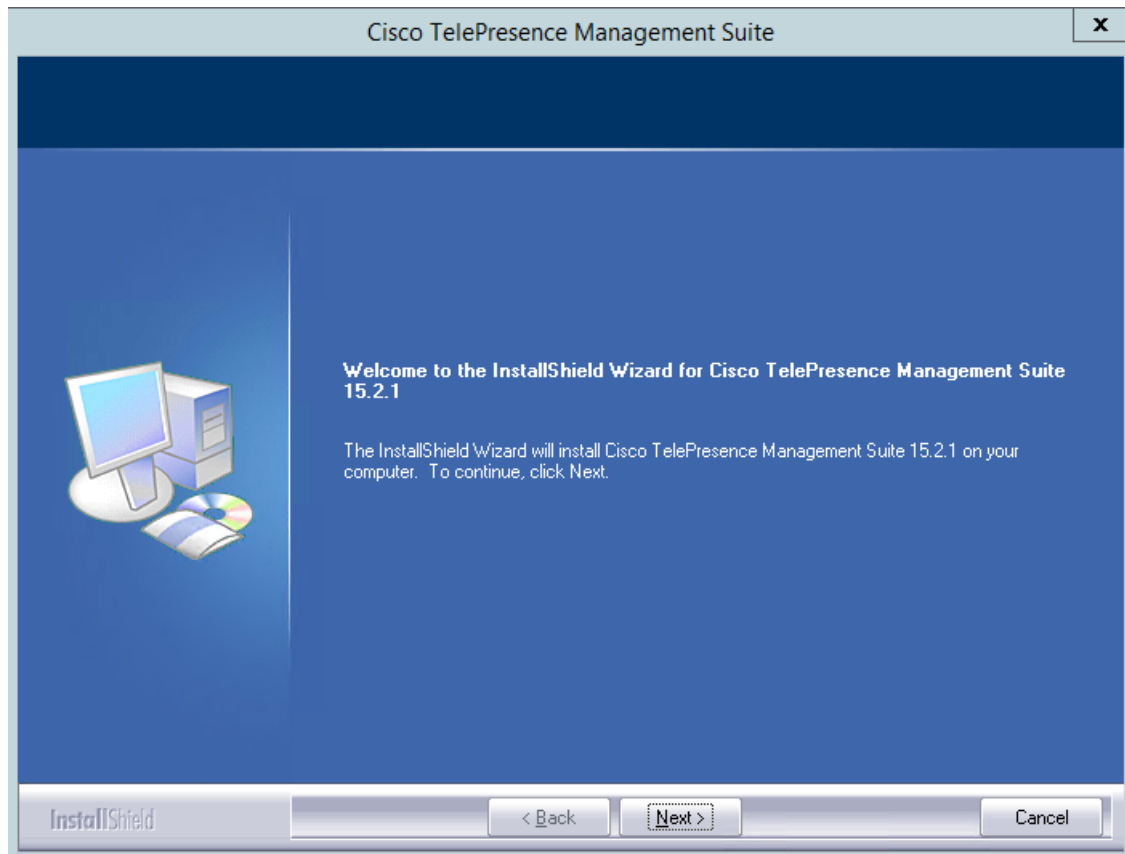 Cisco TelePresence Management Suite
x
Welcome to the InstallShield Wizard for Cisco TelePresence Management Suite
15.2.1
The InstallShield Wizard will install Cisco TelePresence Management Suite 15.2.1 on your
computer. To continue, click Next.
InstallShield
< Back
Next >
Cancel